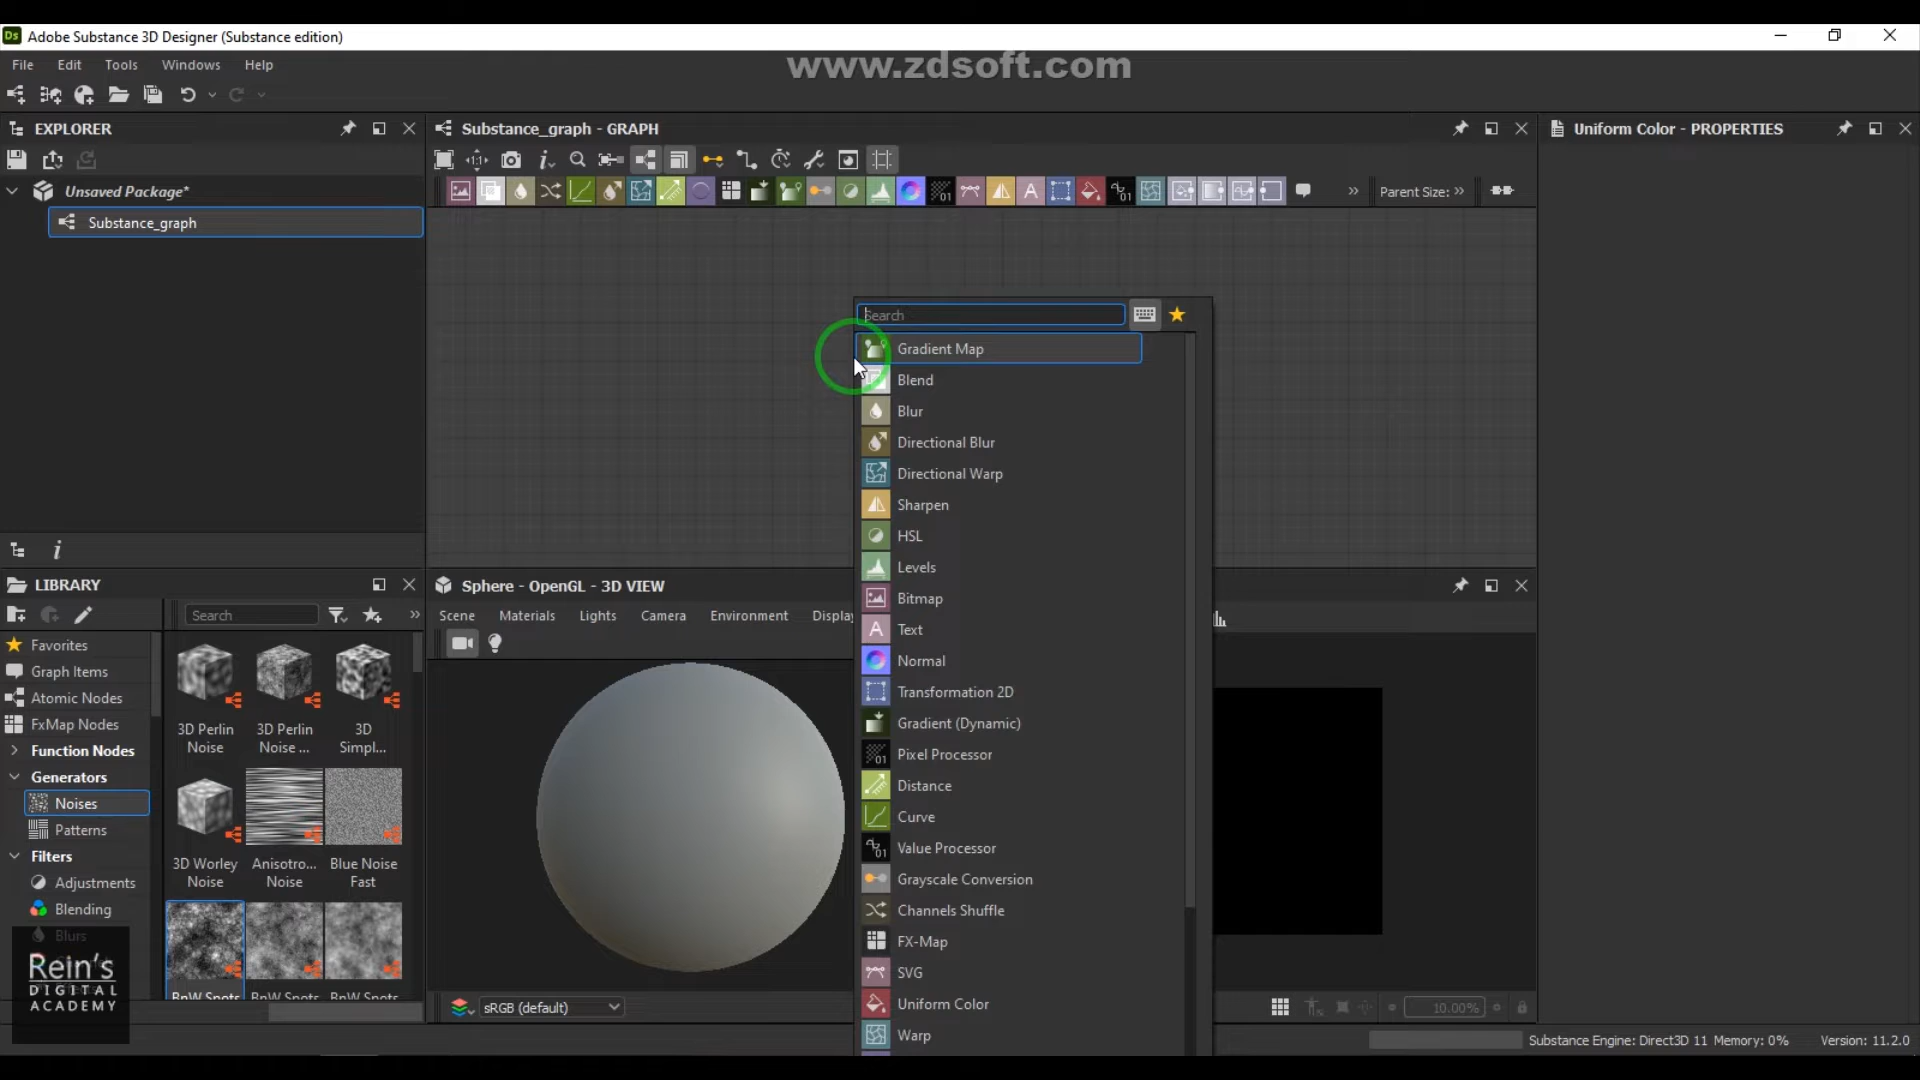 Ds Adobe Substance 3D Designer (Substance edition)
www.zdsoft.com
File Edit Tools Windows Help
EXPLORER
Substance_graph - GRAPH
Uniform Color - PROPERTIES
Unsaved Package*
Substance_graph
Parent Size: »
Search
Gradient Map
Blend
Blur
Directional Blur
Directional Warp
Sharpen
HSL
Levels
Bitmap
Text
Normal
Transformation 2D
Gradient (Dynamic)
Pixel Processor
Distance
Curve
Value Processor
Grayscale Conversion
Channels Shuffle
FX-Map
SVG
Uniform Color
Warp
LIBRARY
Search
Favorites
Graph Items
Atomic Nodes
FxMap Nodes
Function Nodes
Generators
Noises
Patterns
Filters
Adjustments
Blending
Blurs
3D Perlin
Noise
3D Perlin
Noise ...
3D
Simpl...
3D Worley
Noise
Anisotro...
Noise
Blue Noise
Fast
BnW Spots BnW Spots BnW Spots
Rein's
DIGITAL
ACADEMY
Sphere - OpenGL - 3D VIEW
Scene Materials Lights Camera Environment Display
sRGB (default)
10.00%
Substance Engine: Direct3D 11 Memory: 0% Version: 11.2.0